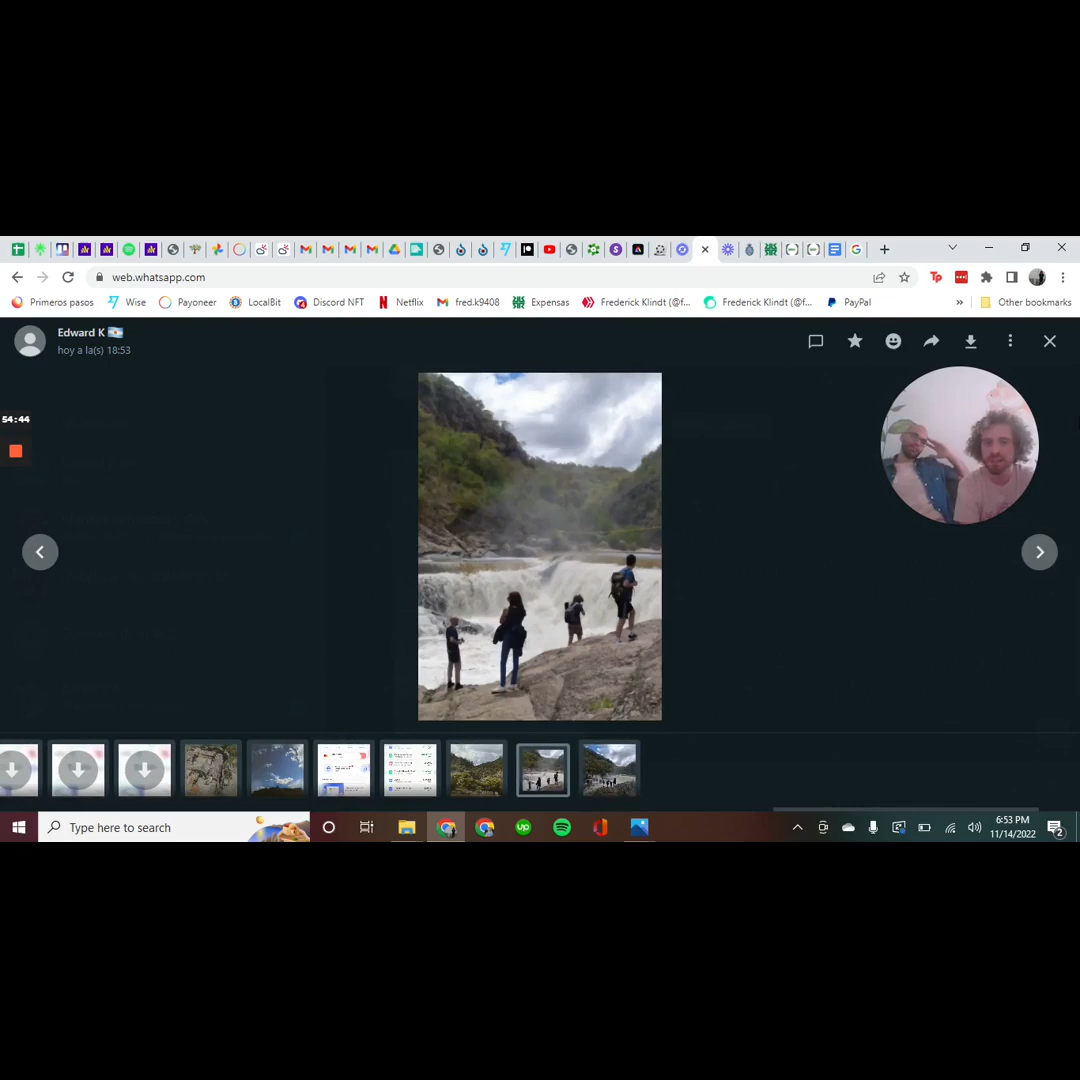 web.whatsapp.com
Primeros pasos
Wise
Payoneer
LocalBit
Discord NFT
Netflix
fred.k9408
Expensas
Frederick Klindt (@f...
Frederick Klindt (@f...
PayPal
»
Other bookmarks
Edward K
hoy a la(s) 18:53
54:44
Type here to search
up
6:53 PM
11/14/2022
2